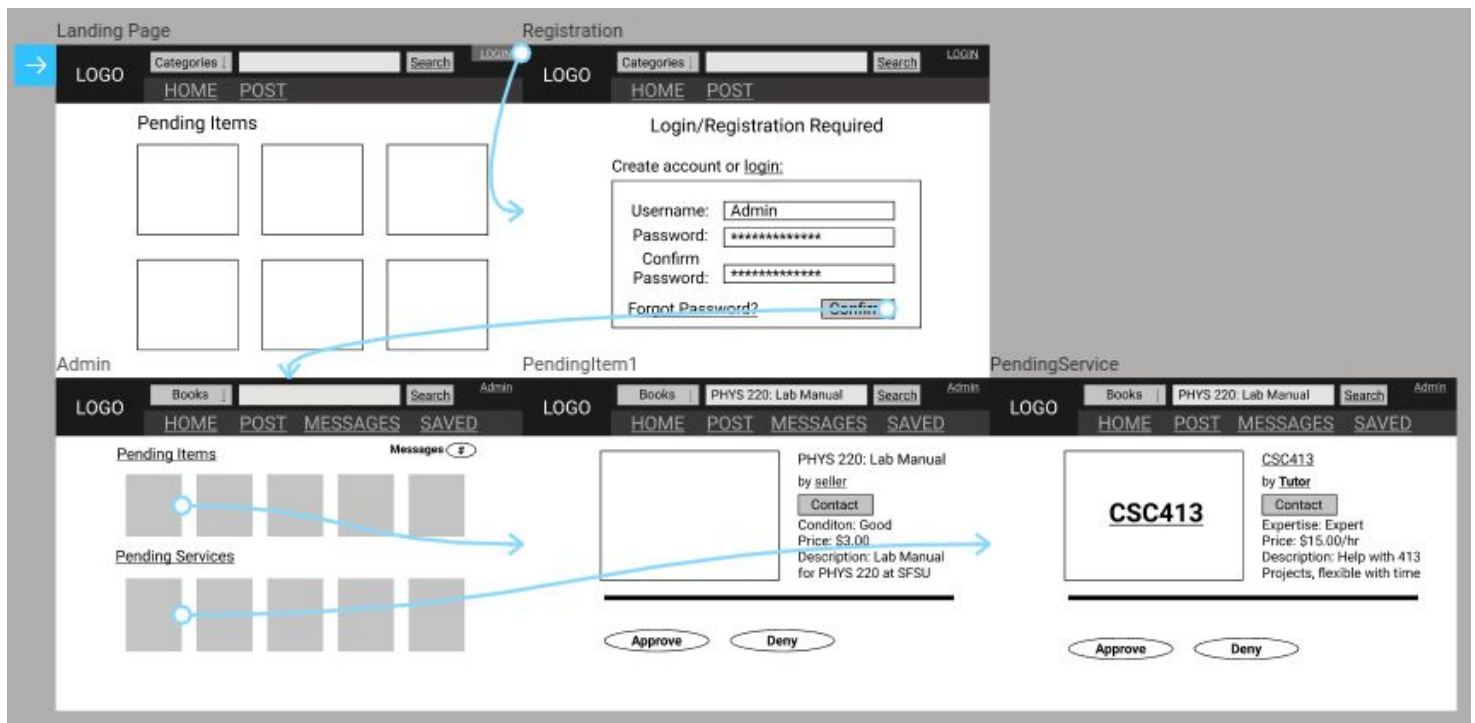 Landing Page
Registration
LOGO
Categories
Search
LOGIN
HOME POST
LOGO
Categories
Search
LOGIN
HOME POST
Pending Items
Login/Registration Required
Create account or login:
Username: Admin
Password: *************
Confirm
Password: *************
Forgot Password? Confirm
Admin
PendingItem1
PendingService
LOGO
Books
Search
Admin
HOME POST MESSAGES SAVED
Pending Items
Messages #
Pending Services
LOGO
Books
PHYS 220: Lab Manual
Search
Admin
HOME POST MESSAGES SAVED
PHYS 220: Lab Manual
by seller
Contact
Conditon: Good
Price: $3.00
Description: Lab Manual
for PHYS 220 at SFSU
Approve Deny
LOGO
Books
PHYS 220: Lab Manual
Search
Admin
HOME POST MESSAGES SAVED
CSC413
CSC413
by Tutor
Contact
Expertise: Expert
Price: $15.00/hr
Description: Help with 413
Projects, flexible with time
Approve Deny